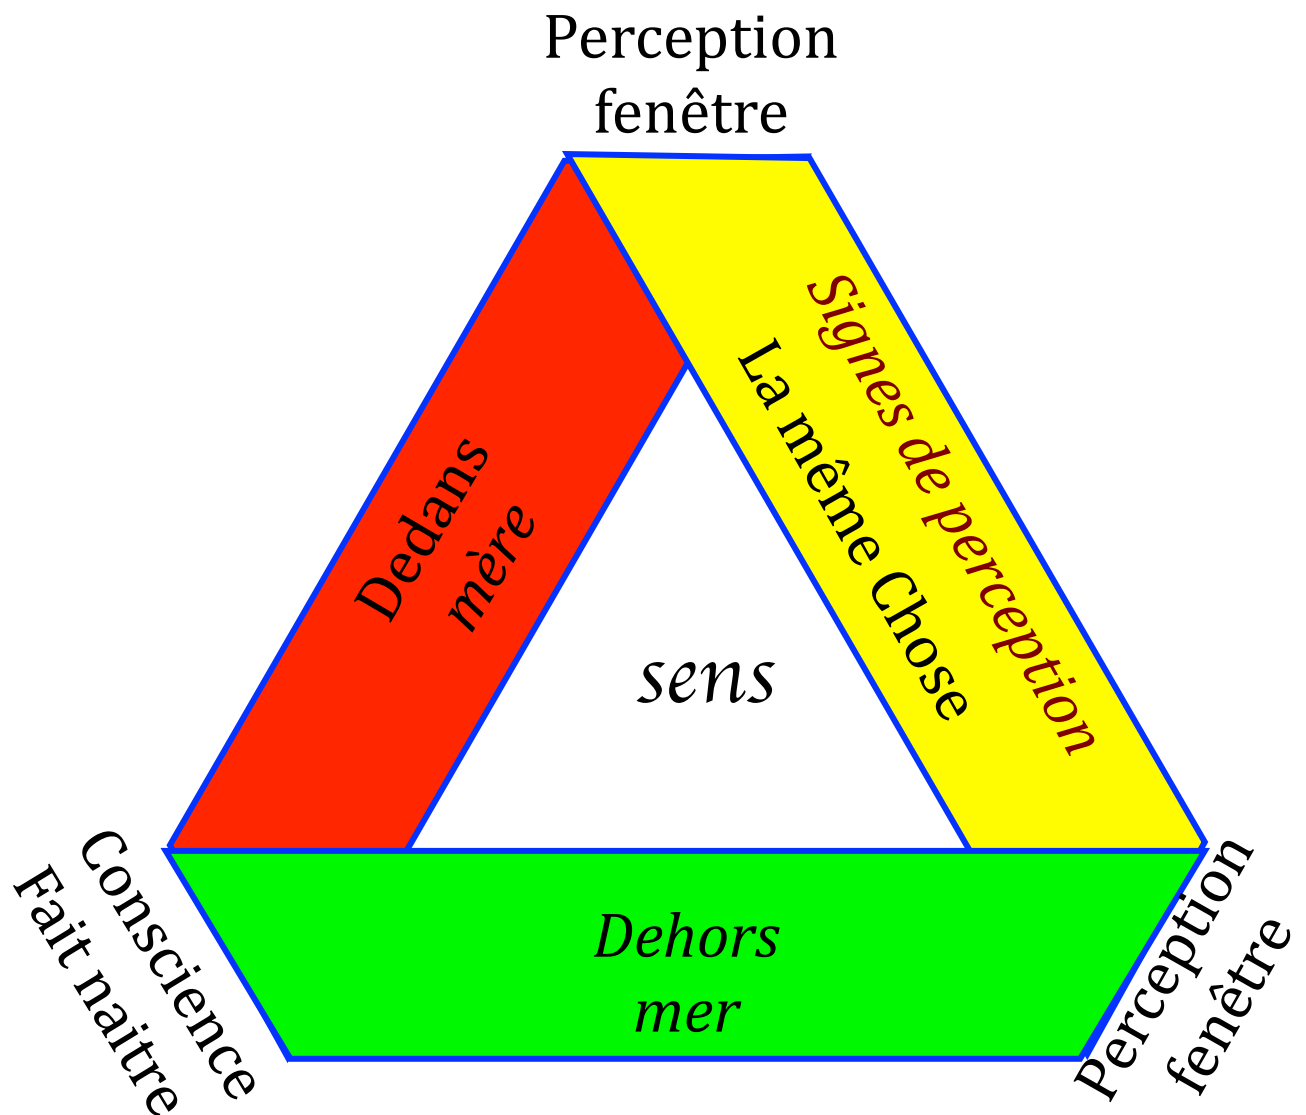 Perception
fenêtre
Signes de perception
La même Chose
Dedans
mère
sens
Conscience
Fait naitre
Dehors
mer
Perception
fenêtre